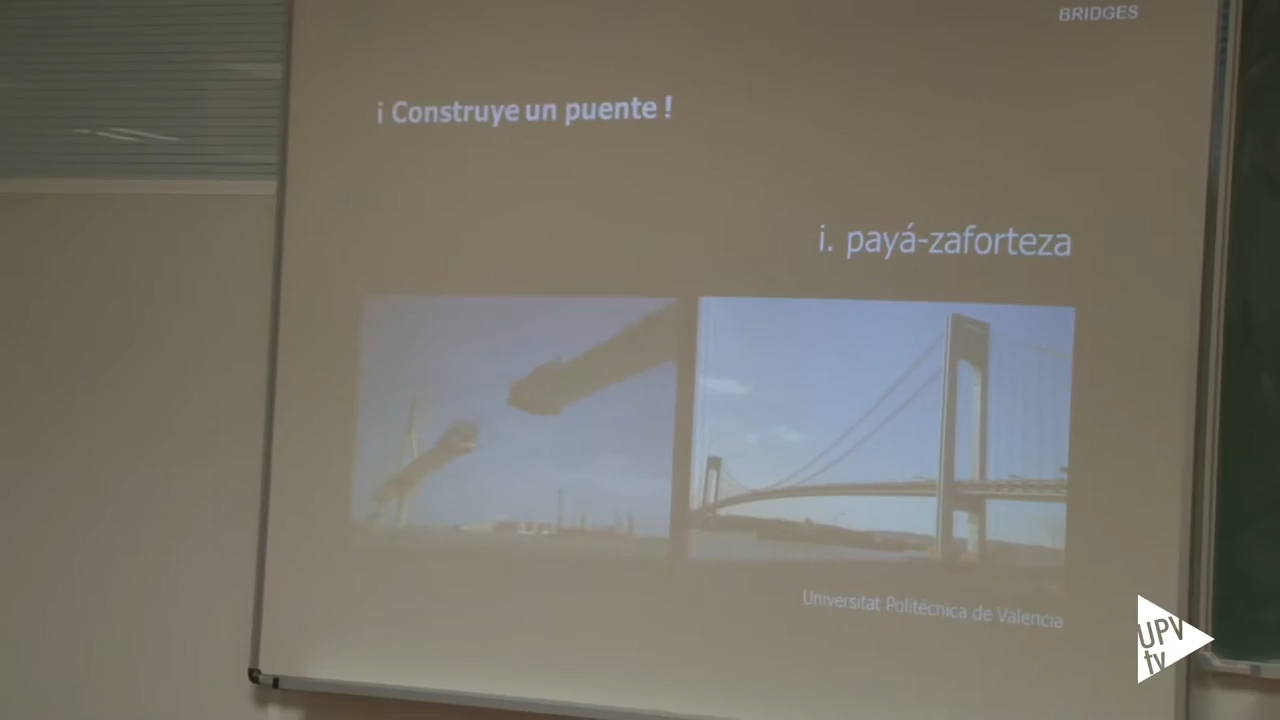 BRIDGES
¡ Construye un puente !
i. payá-zaforteza
Universitat Politècnica de Valencia
UPV
tv